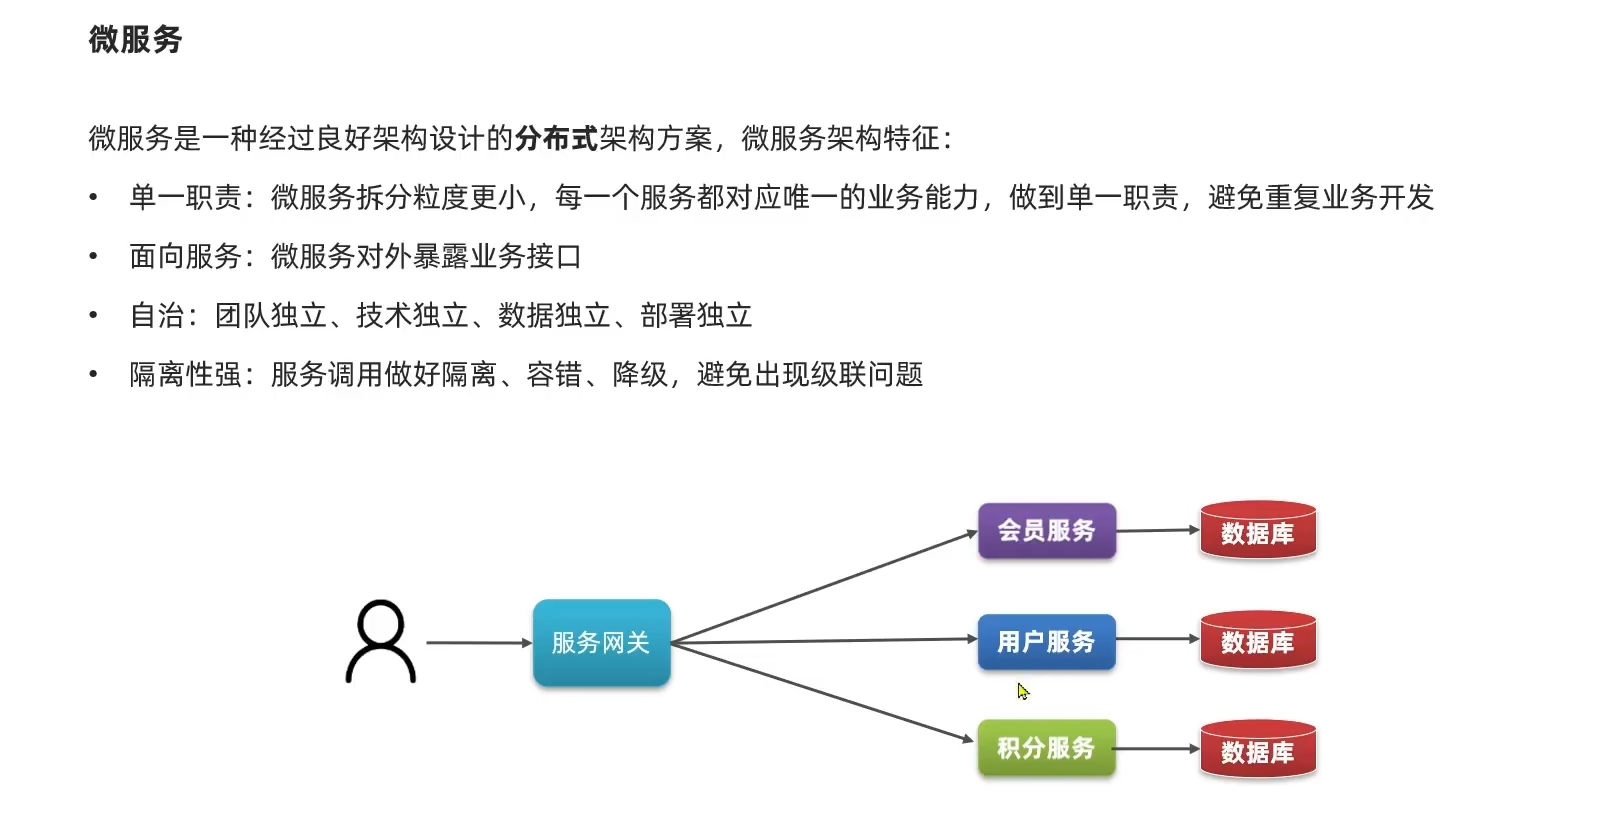 微服务
微服务是一种经过良好架构设计的分布式架构方案，微服务架构特征：
• 单一职责：微服务拆分粒度更小，每一个服务都对应唯一的业务能力，做到单一职责，避免重复业务开发
• 面向服务：微服务对外暴露业务接口
• 自治：团队独立、技术独立、数据独立、部署独立
• 隔离性强：服务调用做好隔离、容错、降级，避免出现级联问题
会员服务
数据库
服务网关
用户服务
数据库
积分服务
数据库